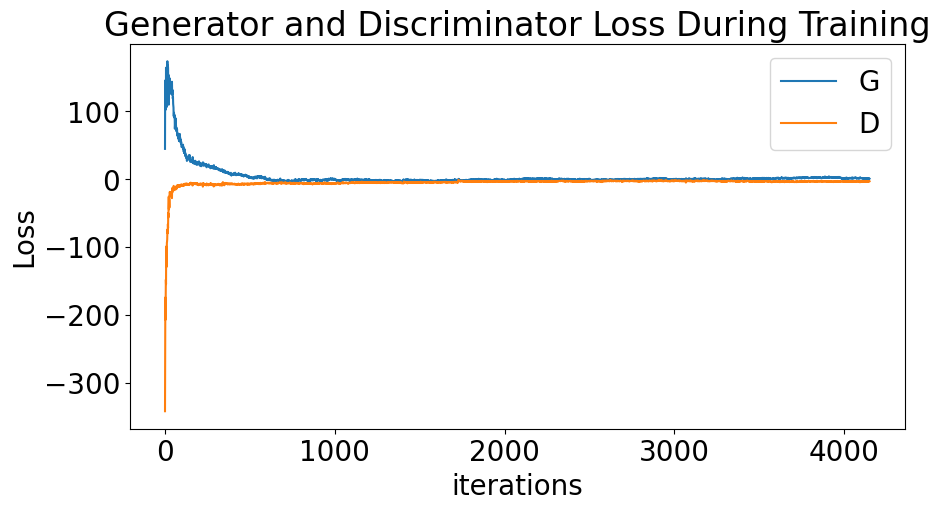 Generator and Discriminator Loss During Training
G
D
100
0
−100
−200
−300
Loss
0 1000 2000 3000 4000
iterations